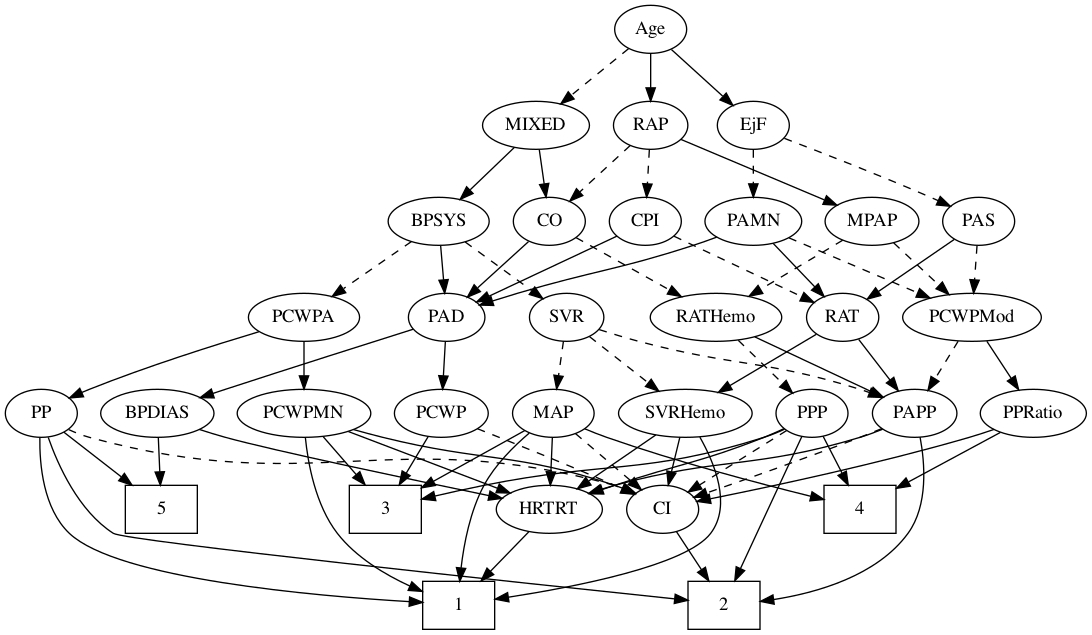 Age
MIXED
RAP
EjF
BPSYS
CO
CPI
PAMN
MPAP
PAS
PCWPA
PAD
SVR
RATHemo
RAT
PCWPMod
PP
BPDIAS
PCWPMN
PCWP
MAP
SVRHemo
PPP
PAPP
PPRatio
5
3
HRTRT
CI
4
1
2